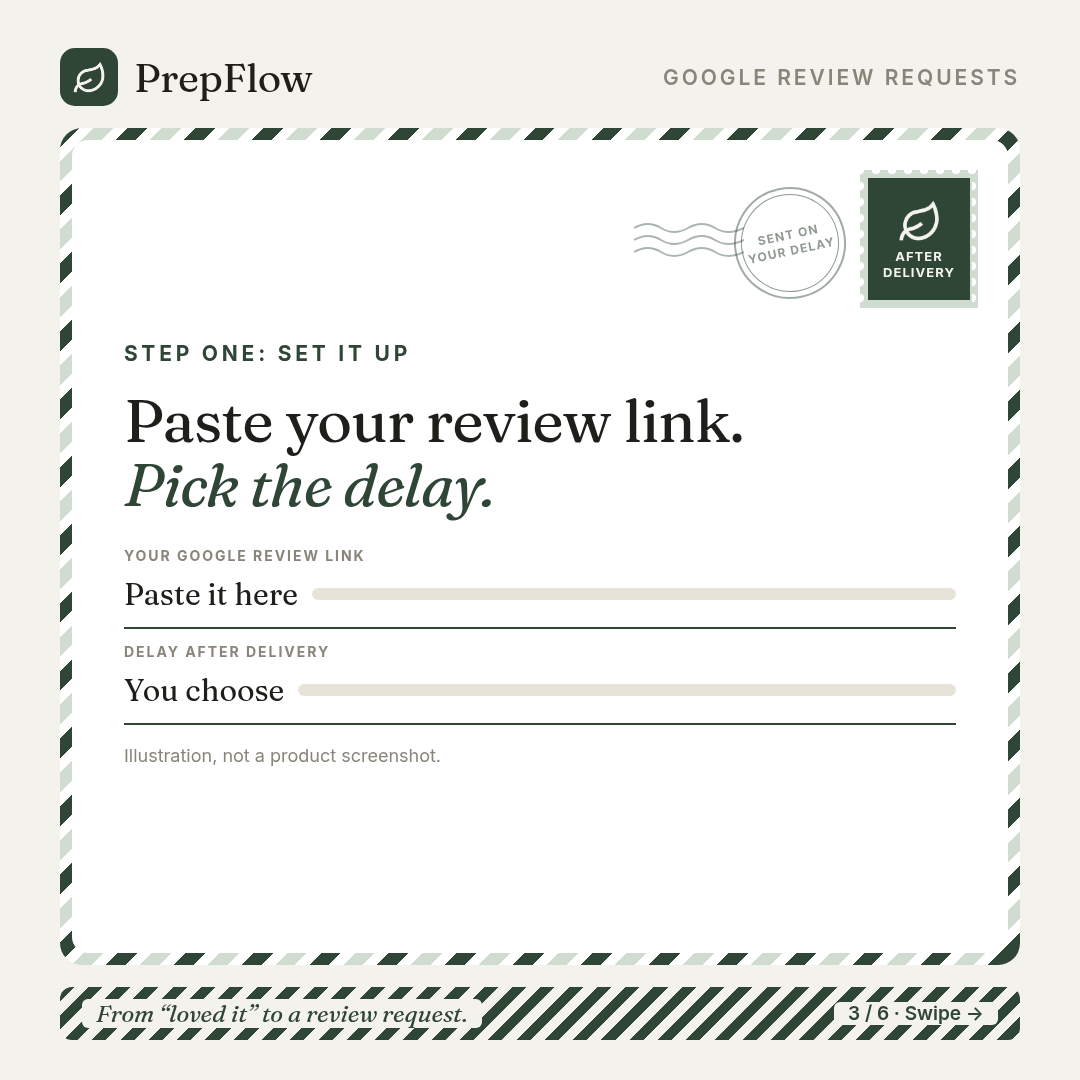 PrepFlow
GOOGLE REVIEW REQUESTS
SENT ON
YOUR DELAY
AFTER
DELIVERY
STEP ONE: SET IT UP
Paste your review link.
Pick the delay.
YOUR GOOGLE REVIEW LINK
Paste it here
DELAY AFTER DELIVERY
You choose
Illustration, not a product screenshot.
From “loved it” to a review request.
3 / 6 · Swipe →